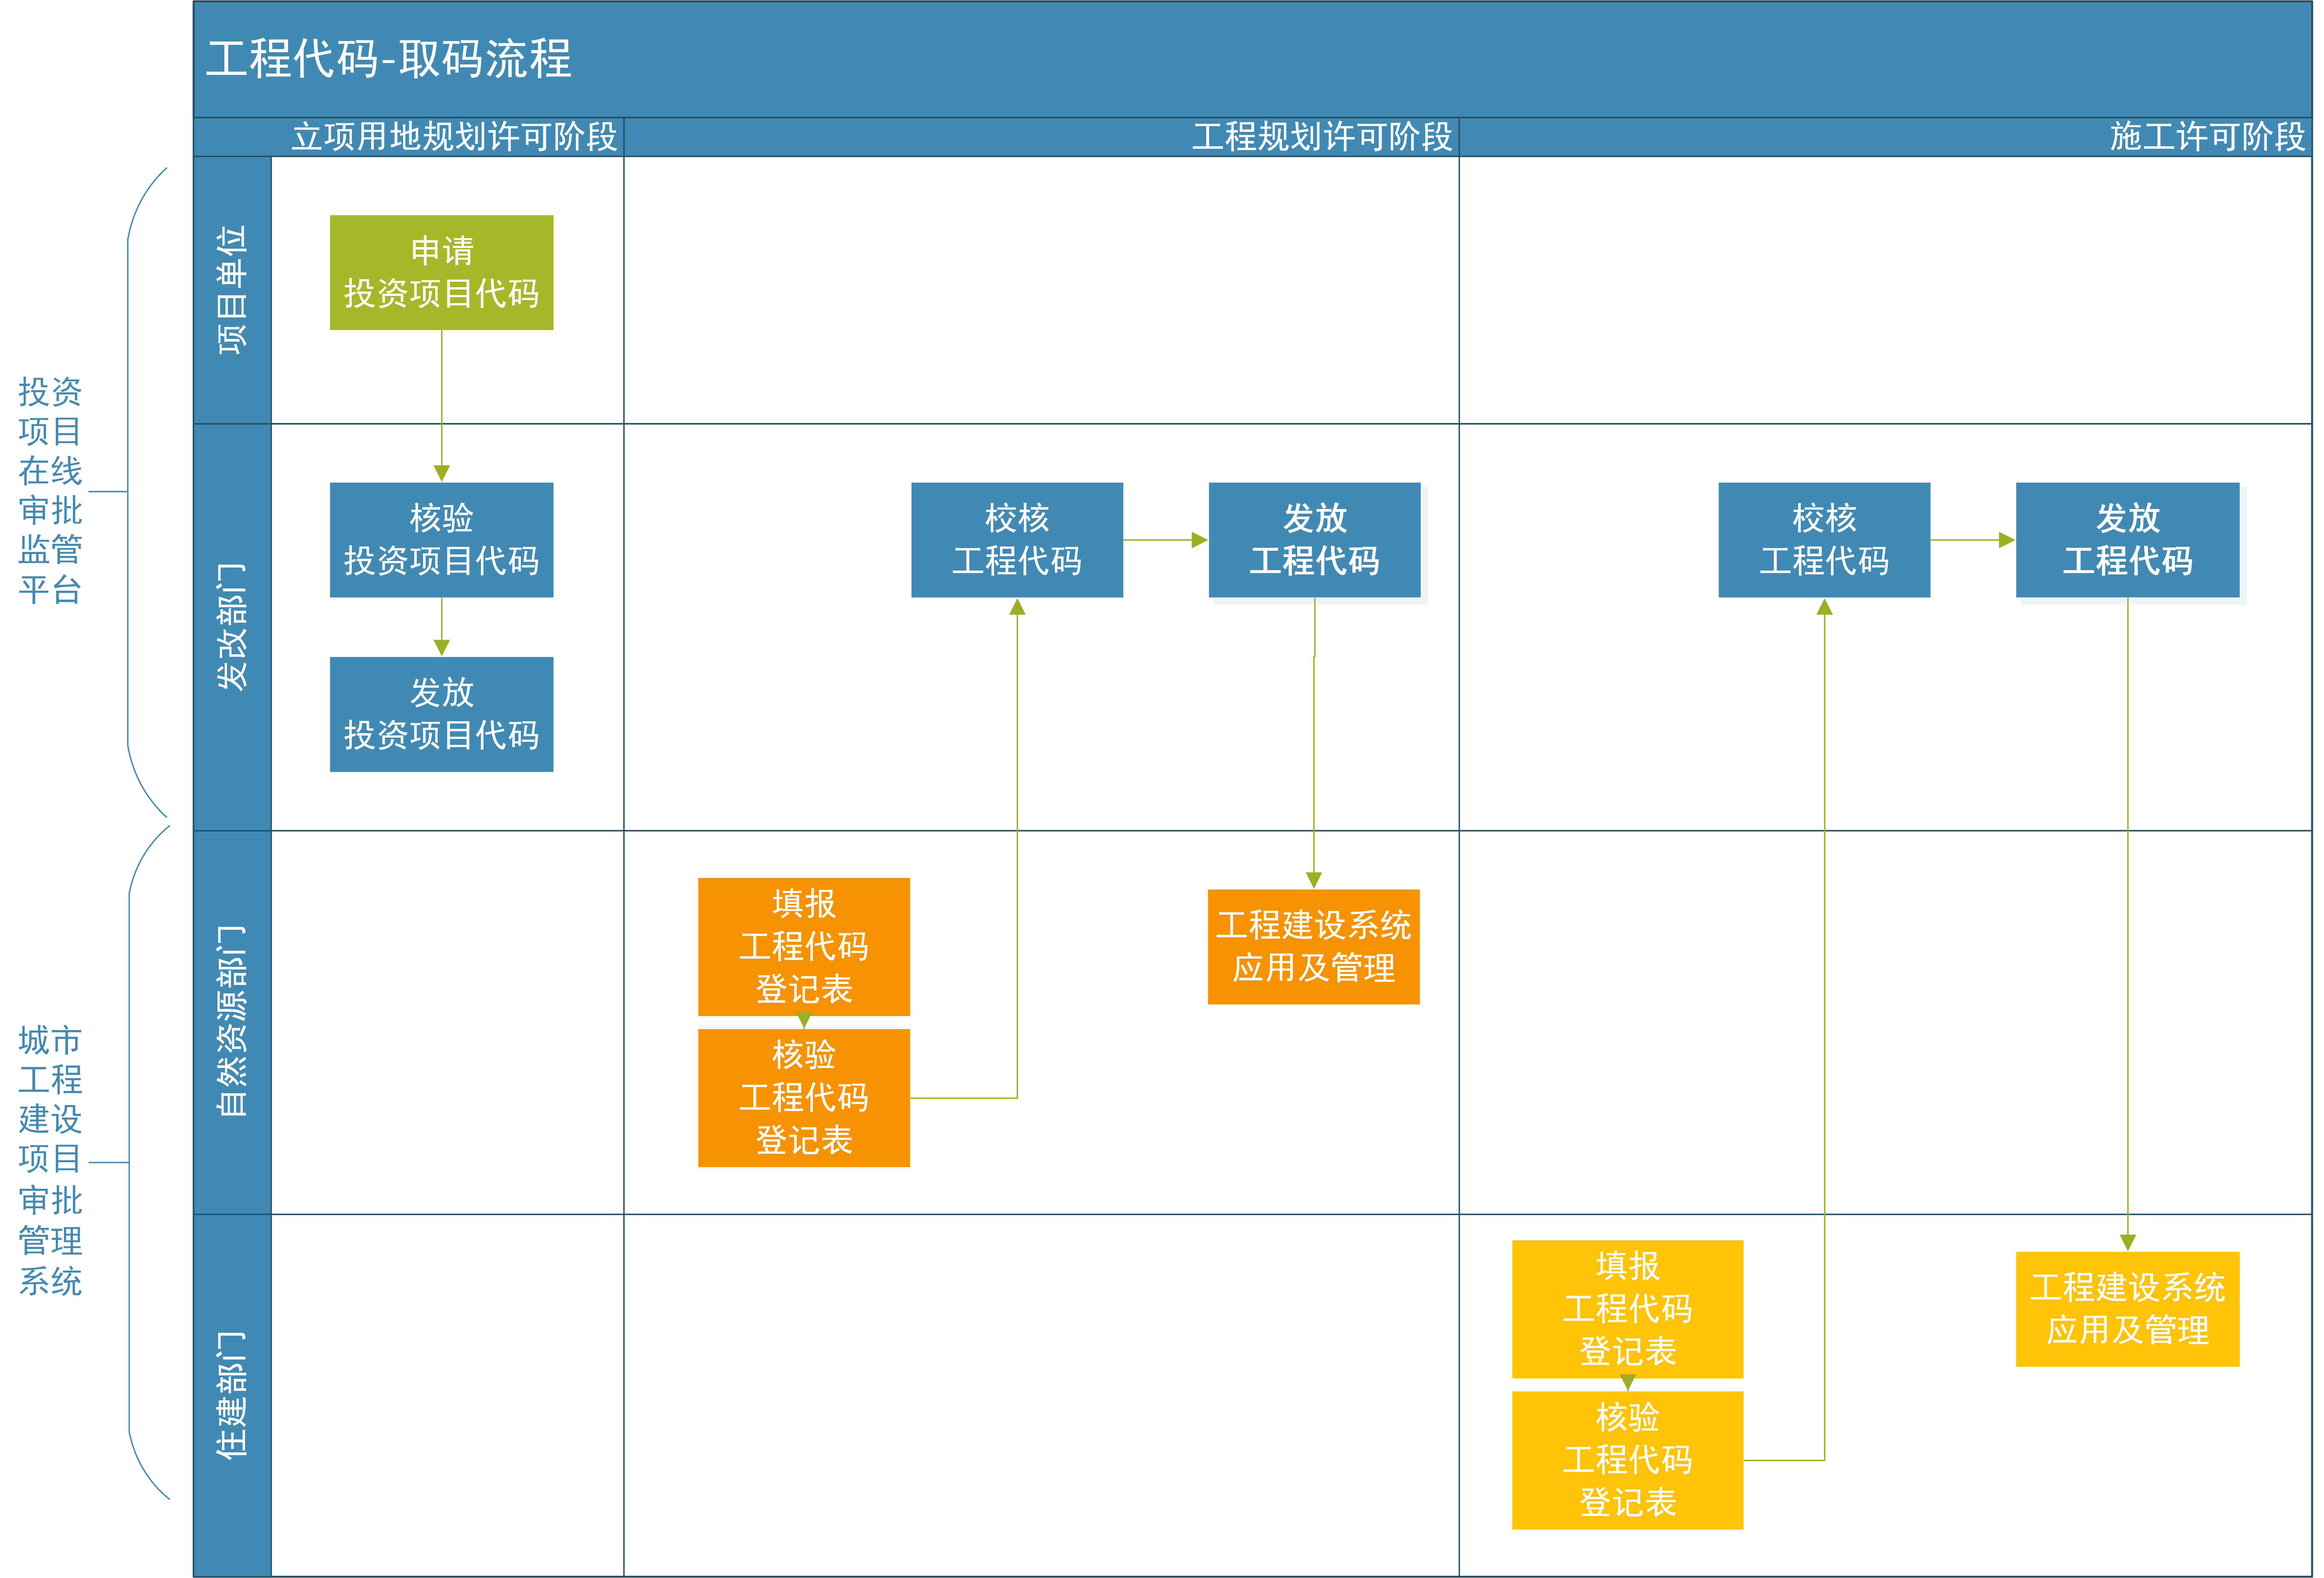 工程代码-取码流程
立项用地规划许可阶段
工程规划许可阶段
施工许可阶段
投资
项目
在线
审批
监管
平台
项目单位
申请
投资项目代码
发改部门
核验
投资项目代码
发放
投资项目代码
校核
工程代码
发放
工程代码
校核
工程代码
发放
工程代码
城市
工程
建设
项目
审批
管理
系统
自然资源部门
填报
工程代码
登记表
核验
工程代码
登记表
工程建设系统
应用及管理
住建部门
填报
工程代码
登记表
核验
工程代码
登记表
工程建设系统
应用及管理